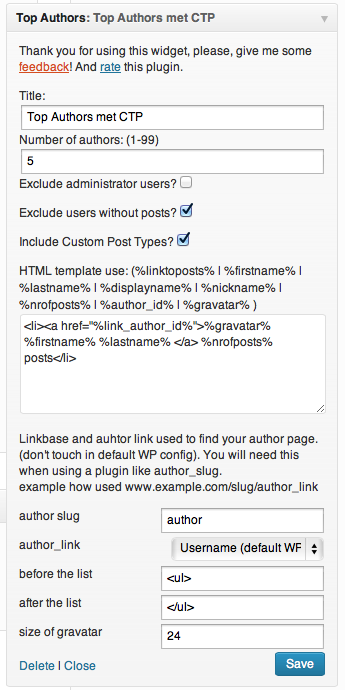 Top Authors: Top Authors met CTP
Thank you for using this widget, please, give me some
feedback! And rate this plugin.
Title:
Top Authors met CTP
Number of authors: (1-99)
5
Exclude administrator users?
Exclude users without posts?
Include Custom Post Types?
HTML template use: (%linktoposts% | %firstname% |
%lastname% | %displayname% | %nickname% |
%nrofposts% | %author_id% | %gravatar% )
<li><a href="%link_author_id%">%gravatar%
%firstname% %lastname% </a> %nrofposts%
posts</li>
Linkbase and auhtor link used to find your author page.
(don't touch in default WP config). You will need this
when using a plugin like author_slug.
example how used www.example.com/slug/author_link
author slug author
author_link Username (default WF
before the list <ul>
after the list </ul>
size of gravatar 24
Delete | Close Save